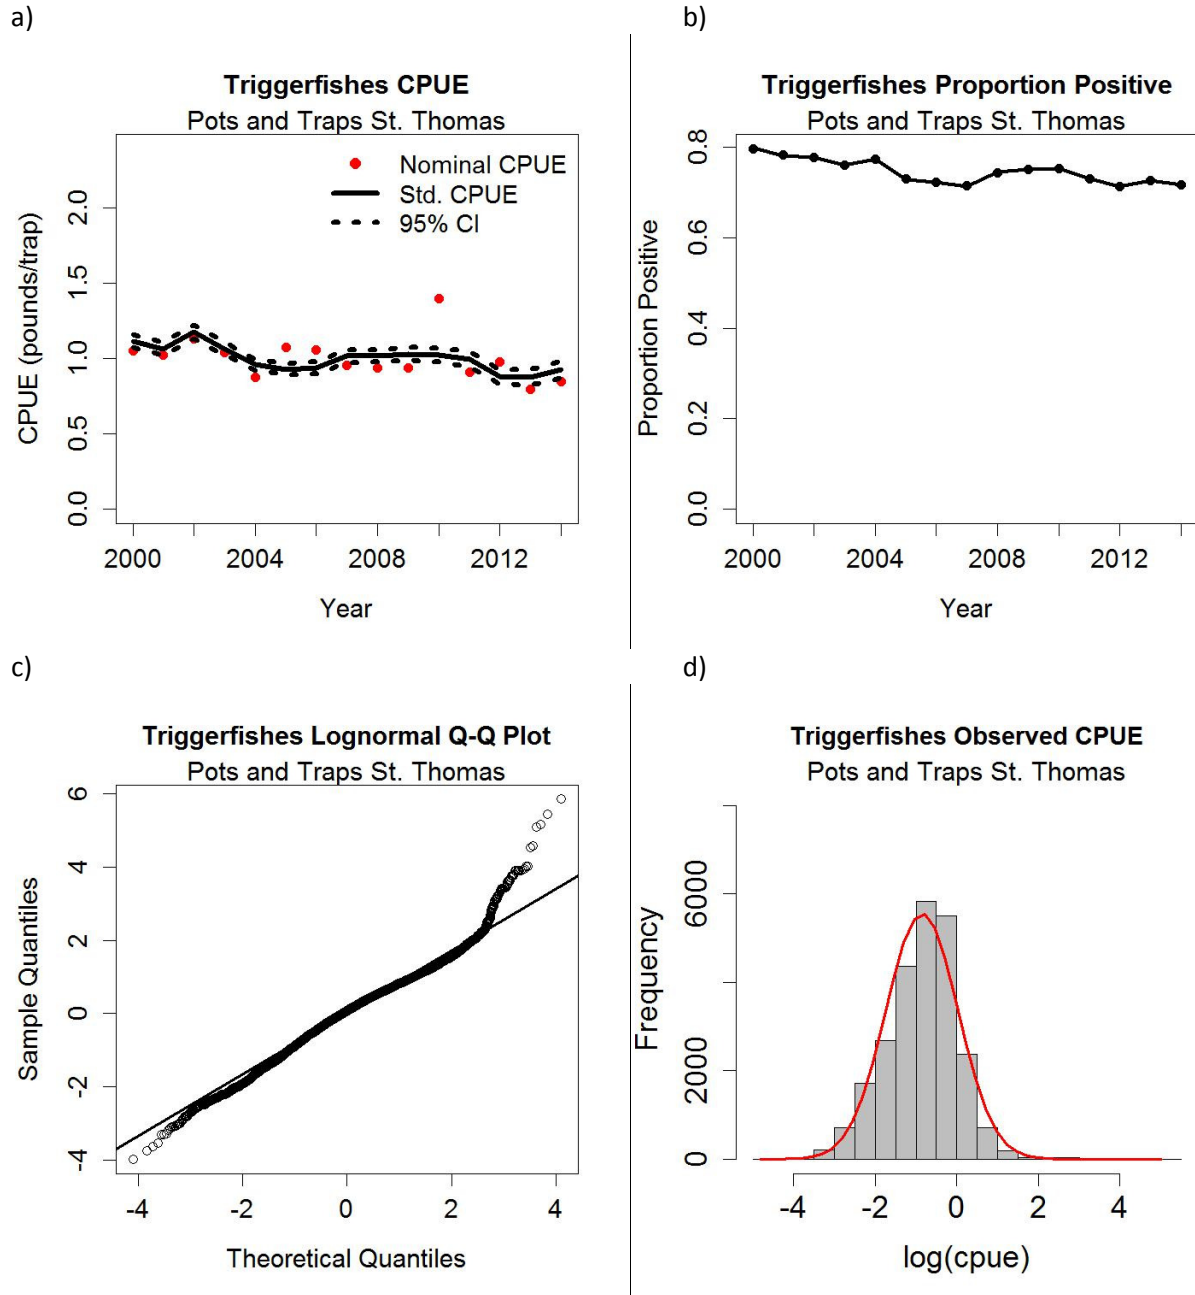 a)
Triggerfishes CPUE
Pots and Traps St. Thomas
Nominal CPUE
Std. CPUE
95% CI
CPUE (pounds/trap)
2.0
1.5
1.0
0.5
0.0
2000 2004 2008 2012
Year
b)
Triggerfishes Proportion Positive
Pots and Traps St. Thomas
Proportion Positive
0.8
0.6
0.4
0.2
0.0
2000 2004 2008 2012
Year
c)
Triggerfishes Lognormal Q-Q Plot
Pots and Traps St. Thomas
Sample Quantiles
6
4
2
0
-2
-4
-4 -2 0 2 4
Theoretical Quantiles
d)
Triggerfishes Observed CPUE
Pots and Traps St. Thomas
Frequency
6000
2000
0
-4 -2 0 2 4
log(cpue)